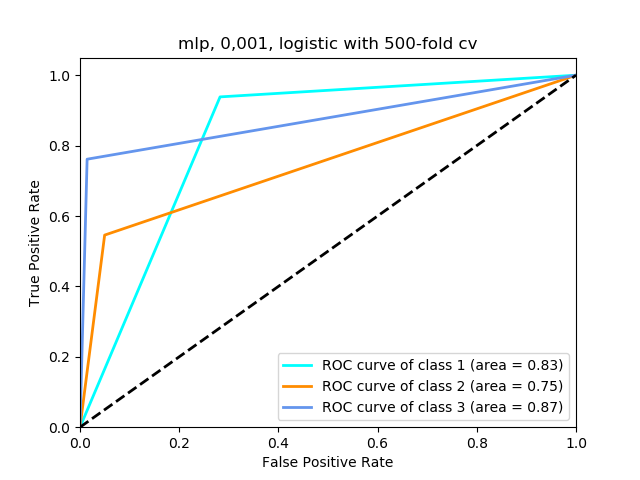 mlp, 0,001, logistic with 500-fold cv
True Positive Rate
1.0
0.8
0.6
0.4
0.2
0.0
ROC curve of class 1 (area = 0.83)
ROC curve of class 2 (area = 0.75)
ROC curve of class 3 (area = 0.87)
0.0 0.2 0.4 0.6 0.8 1.0
False Positive Rate